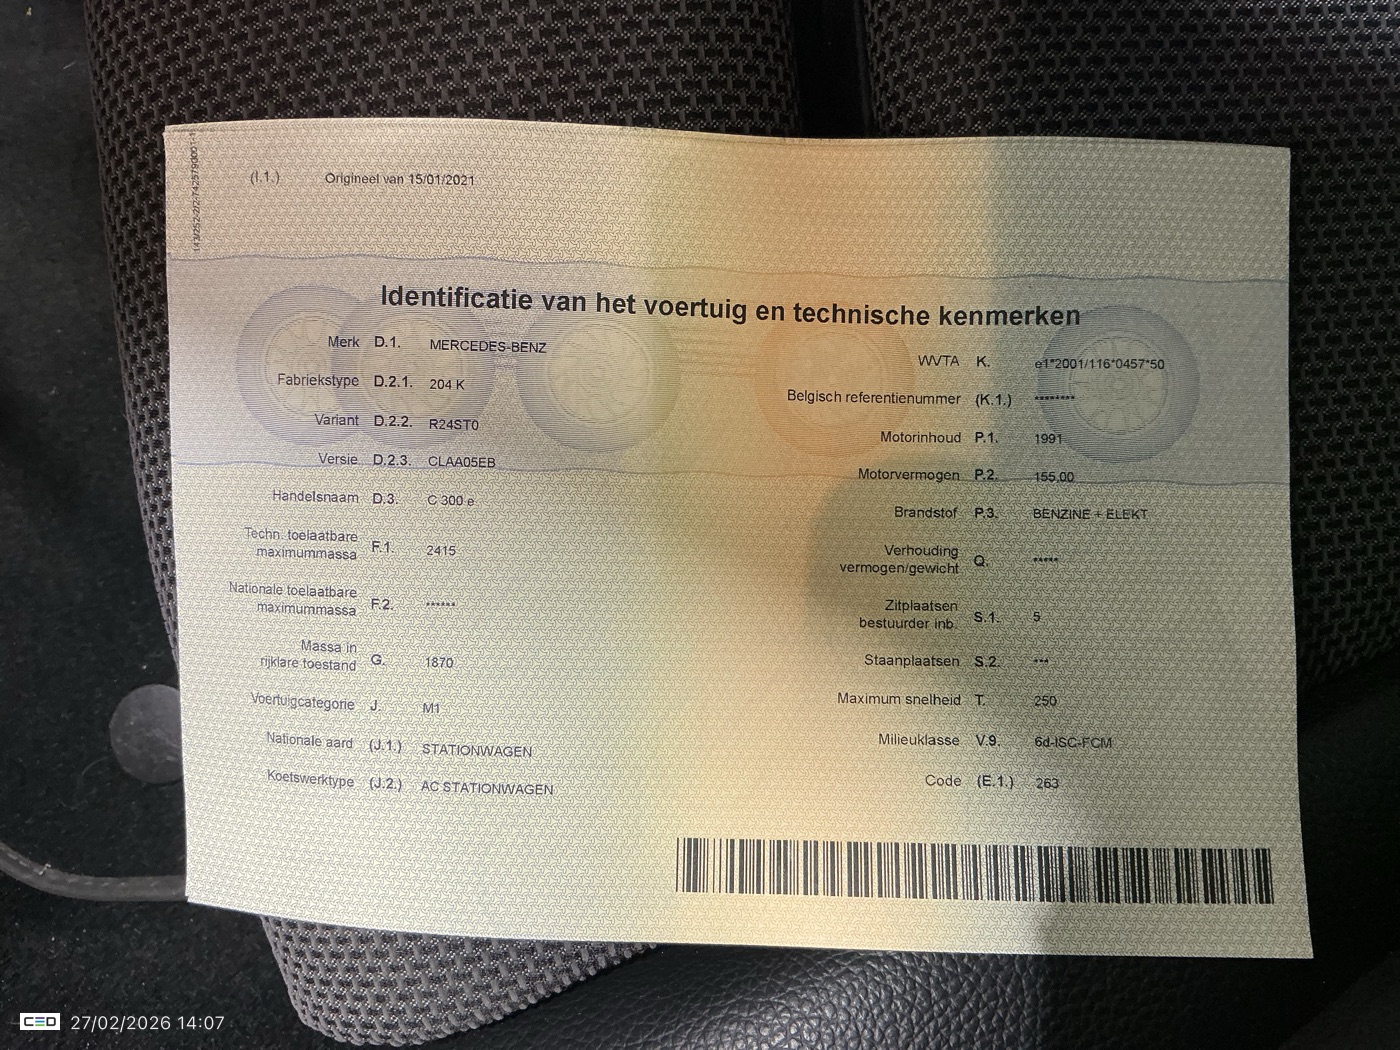 (I.1.) Origineel van 15/01/2021
Identificatie van het voertuig en technische kenmerken
Merk D.1. MERCEDES-BENZ
Fabriekstype D.2.1. 204 K
Variant D.2.2. R24ST0
Versie D.2.3. CLAA05EB
Handelsnaam D.3. C 300 e
Techn. toelaatbare
maximummassa F.1. 2415
Nationale toelaatbare
maximummassa F.2. ******
Massa in
rijklare toestand G. 1870
Voertuigcategorie J. M1
Nationale aard (J.1.) STATIONWAGEN
Koetswerktype (J.2.) AC STATIONWAGEN
WVTA K. e1*2001/116*0457*50
Belgisch referentienummer (K.1.) ********
Motorinhoud P.1. 1991
Motorvermogen P.2. 155,00
Brandstof P.3. BENZINE + ELEKT
Verhouding
vermogen/gewicht Q. *****
Zitplaatsen
bestuurder inb. S.1. 5
Staanplaatsen S.2. ***
Maximum snelheid T. 250
Milieuklasse V.9. 6d-ISC-FCM
Code (E.1.) 263
CED 27/02/2026 14:07